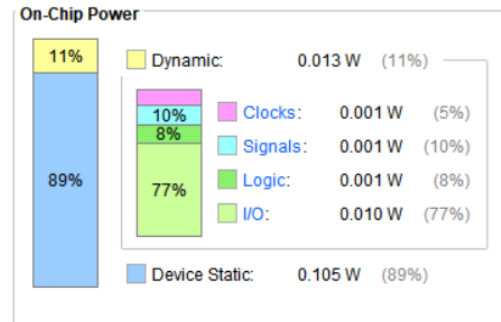 On-Chip Power
11% Dynamic: 0.013 W (11%)
Clocks: 0.001 W (5%)
10% Signals: 0.001 W (10%)
8% Logic: 0.001 W (8%)
89% 77% I/O: 0.010 W (77%)
Device Static: 0.105 W (89%)